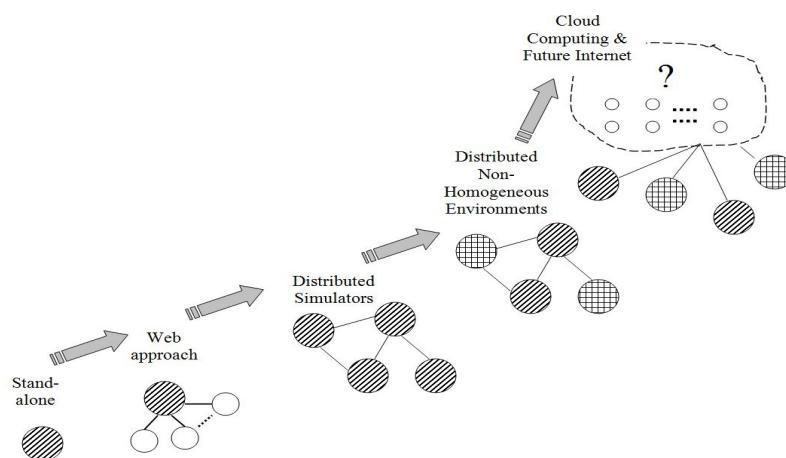 Stand-
alone
Web
approach
Distributed
Simulators
Distributed
Non-
Homogeneous
Environments
Cloud
Computing &
Future Internet
?